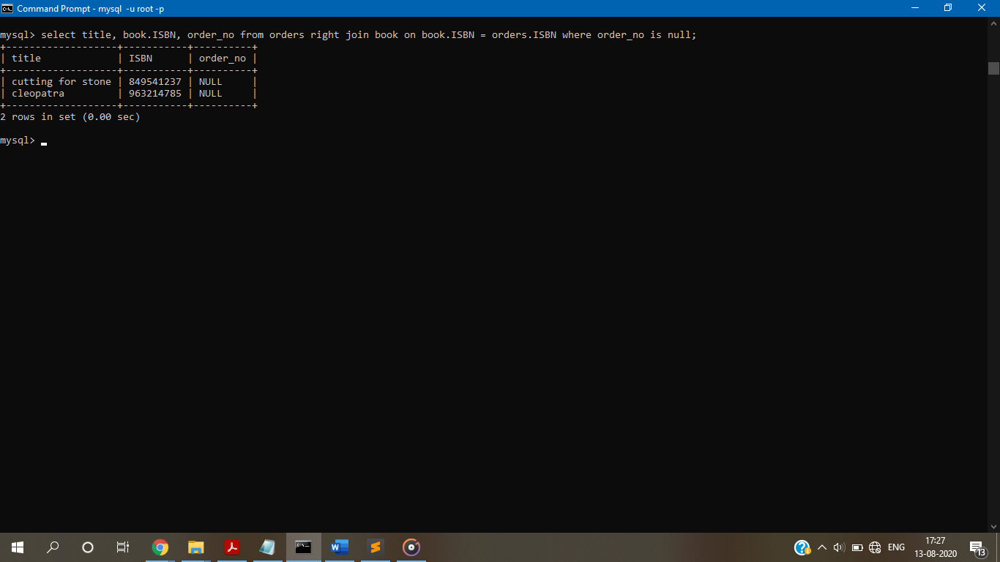 Command Prompt - mysql  -u root -p
mysql> select title, book.ISBN, order_no from orders right join book on book.ISBN = orders.ISBN where order_no is null;
+-------------------+-----------+----------+
| title             | ISBN      | order_no |
+-------------------+-----------+----------+
| cutting for stone | 849541237 | NULL     |
| cleopatra         | 963214785 | NULL     |
+-------------------+-----------+----------+
2 rows in set (0.00 sec)
mysql>
ENG
17:27
13-08-2020
13